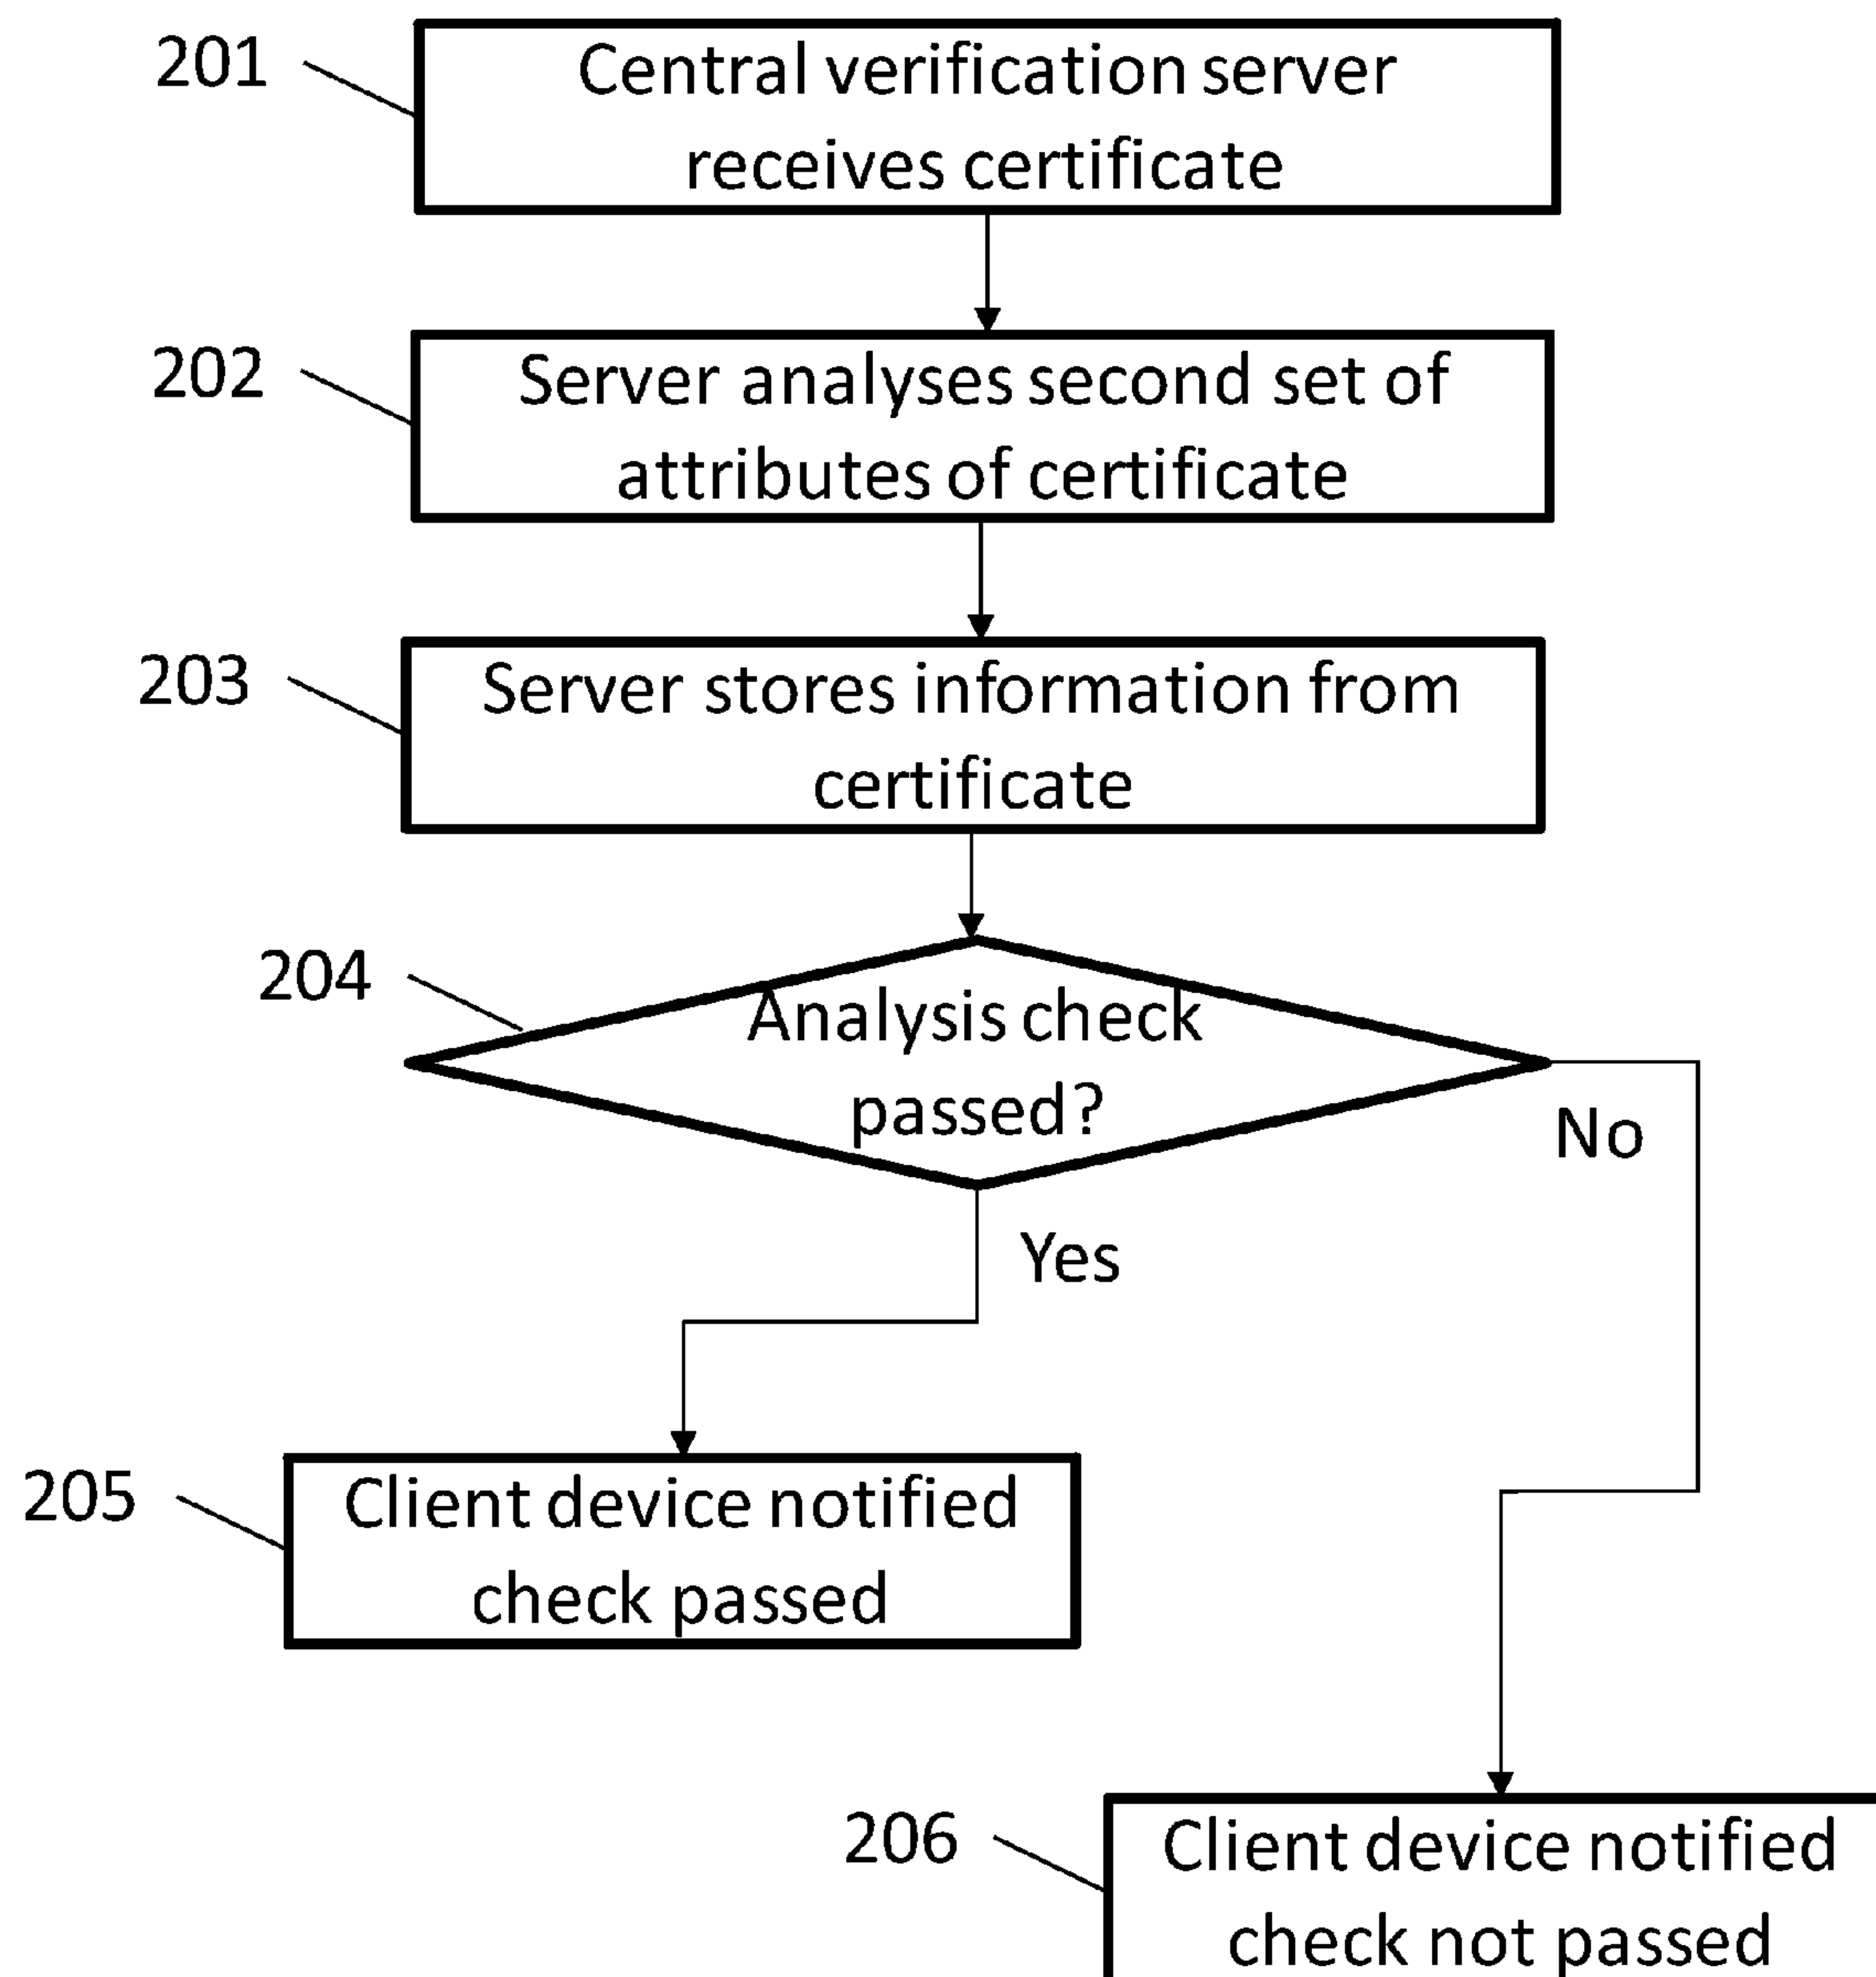 201
Central verification server
receives certificate
202
Server analyses second set of
attributes of certificate
203
Server stores information from
certificate
204
Analysis check
passed?
No
Yes
205
Client device notified
check passed
206
Client device notified
check not passed